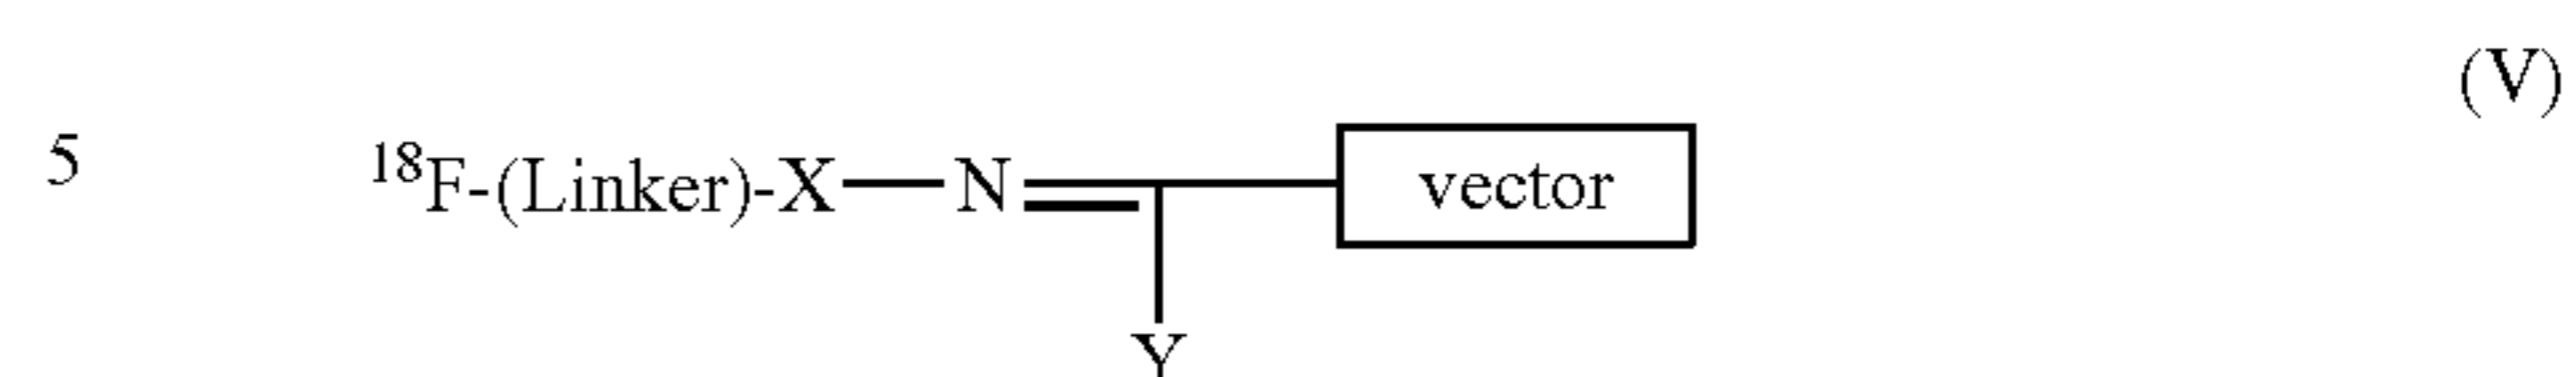 (V)
5 ¹⁸F-(Linker)-X—N═ vector
Y